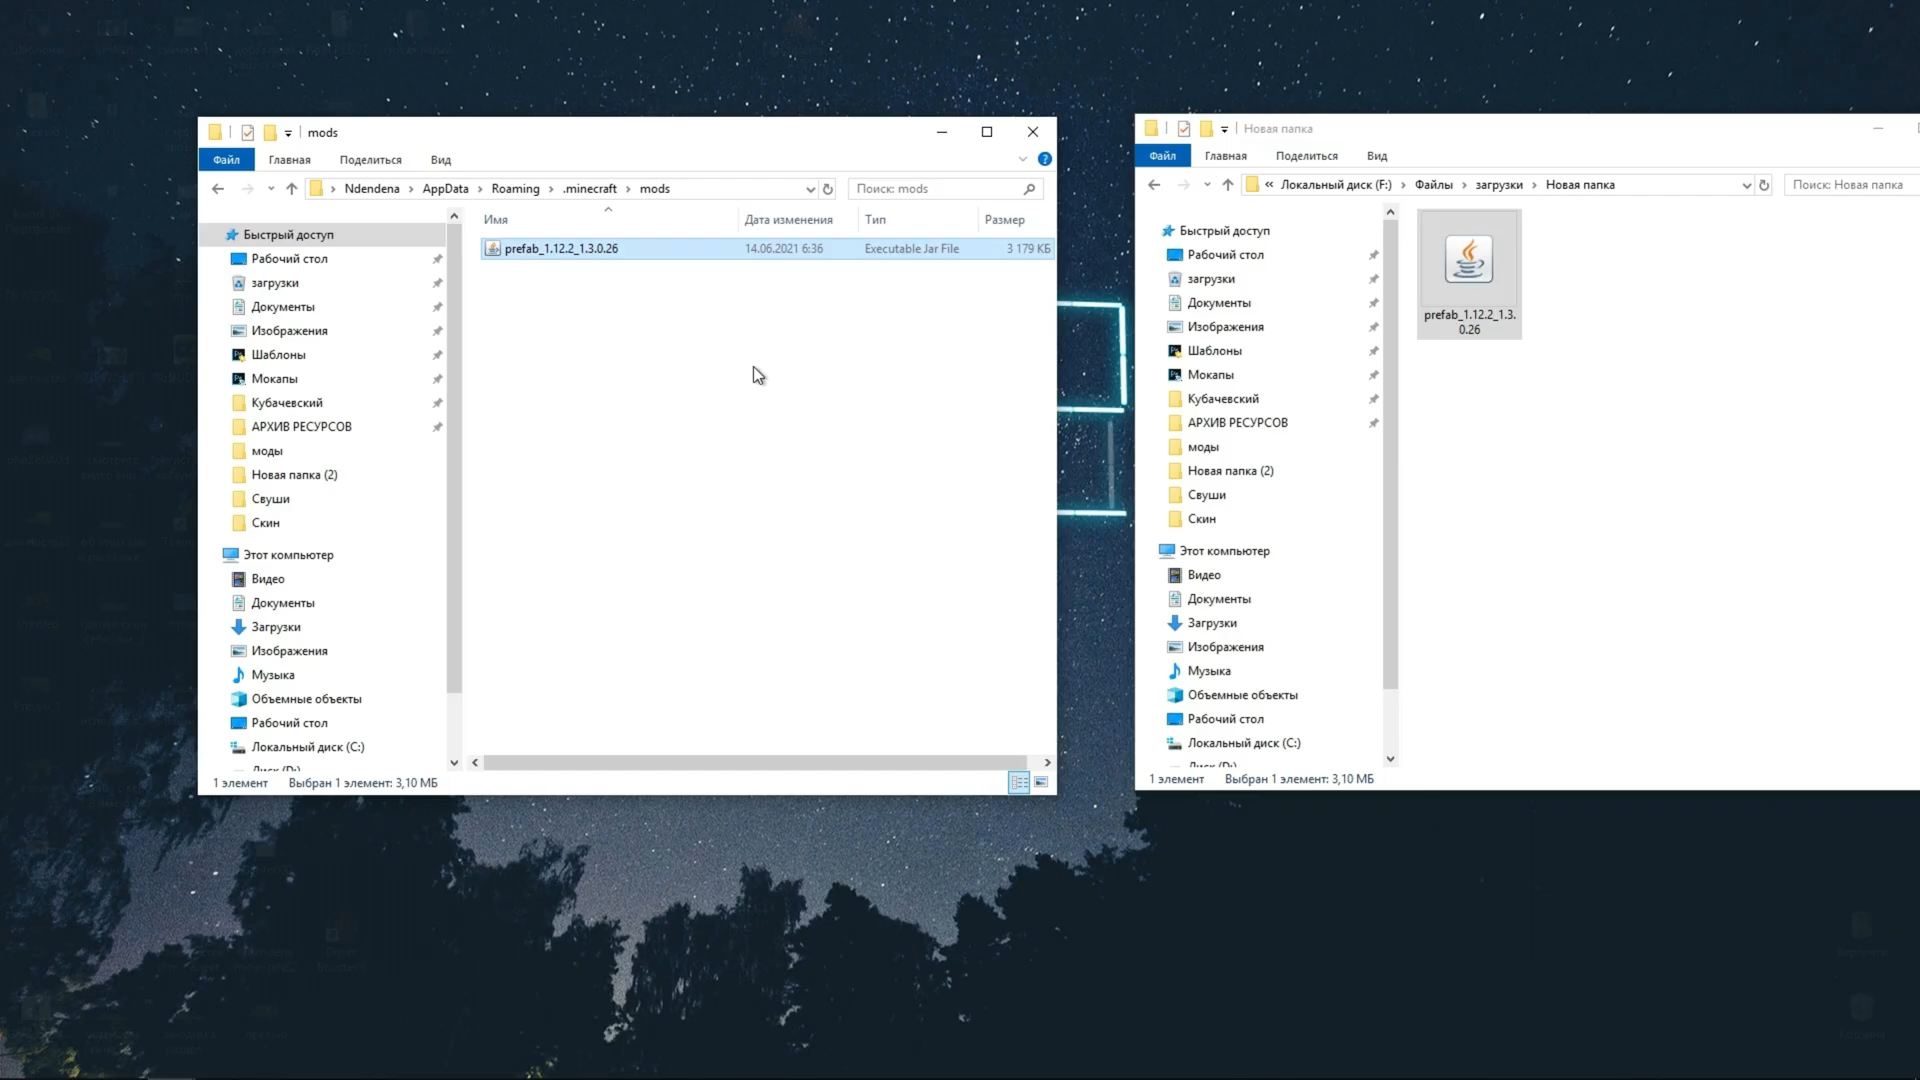 mods
Файл Главная Поделиться Вид
Ndendena AppData Roaming .minecraft mods
Поиск: mods
Имя Дата изменения Тип Размер
prefab_1.12.2_1.3.0.26 14.06.2021 6:36 Executable Jar File 3 179 КБ
Быстрый доступ
Рабочий стол
загрузки
Документы
Изображения
Шаблоны
Мокапы
Кубачевский
АРХИВ РЕСУРСОВ
моды
Новая папка (2)
Свуши
Скин
Этот компьютер
Видео
Документы
Загрузки
Изображения
Музыка
Объемные объекты
Рабочий стол
Локальный диск (C:)
Диск (D:)
1 элемент Выбран 1 элемент: 3,10 МБ
Новая папка
Файл Главная Поделиться Вид
« Локальный диск (F:) Файлы загрузки Новая папка
Поиск: Новая папка
Быстрый доступ
Рабочий стол
загрузки
Документы
Изображения
Шаблоны
Мокапы
Кубачевский
АРХИВ РЕСУРСОВ
моды
Новая папка (2)
Свуши
Скин
Этот компьютер
Видео
Документы
Загрузки
Изображения
Музыка
Объемные объекты
Рабочий стол
Локальный диск (C:)
Диск (D:)
prefab_1.12.2_1.3.
0.26
1 элемент Выбран 1 элемент: 3,10 МБ